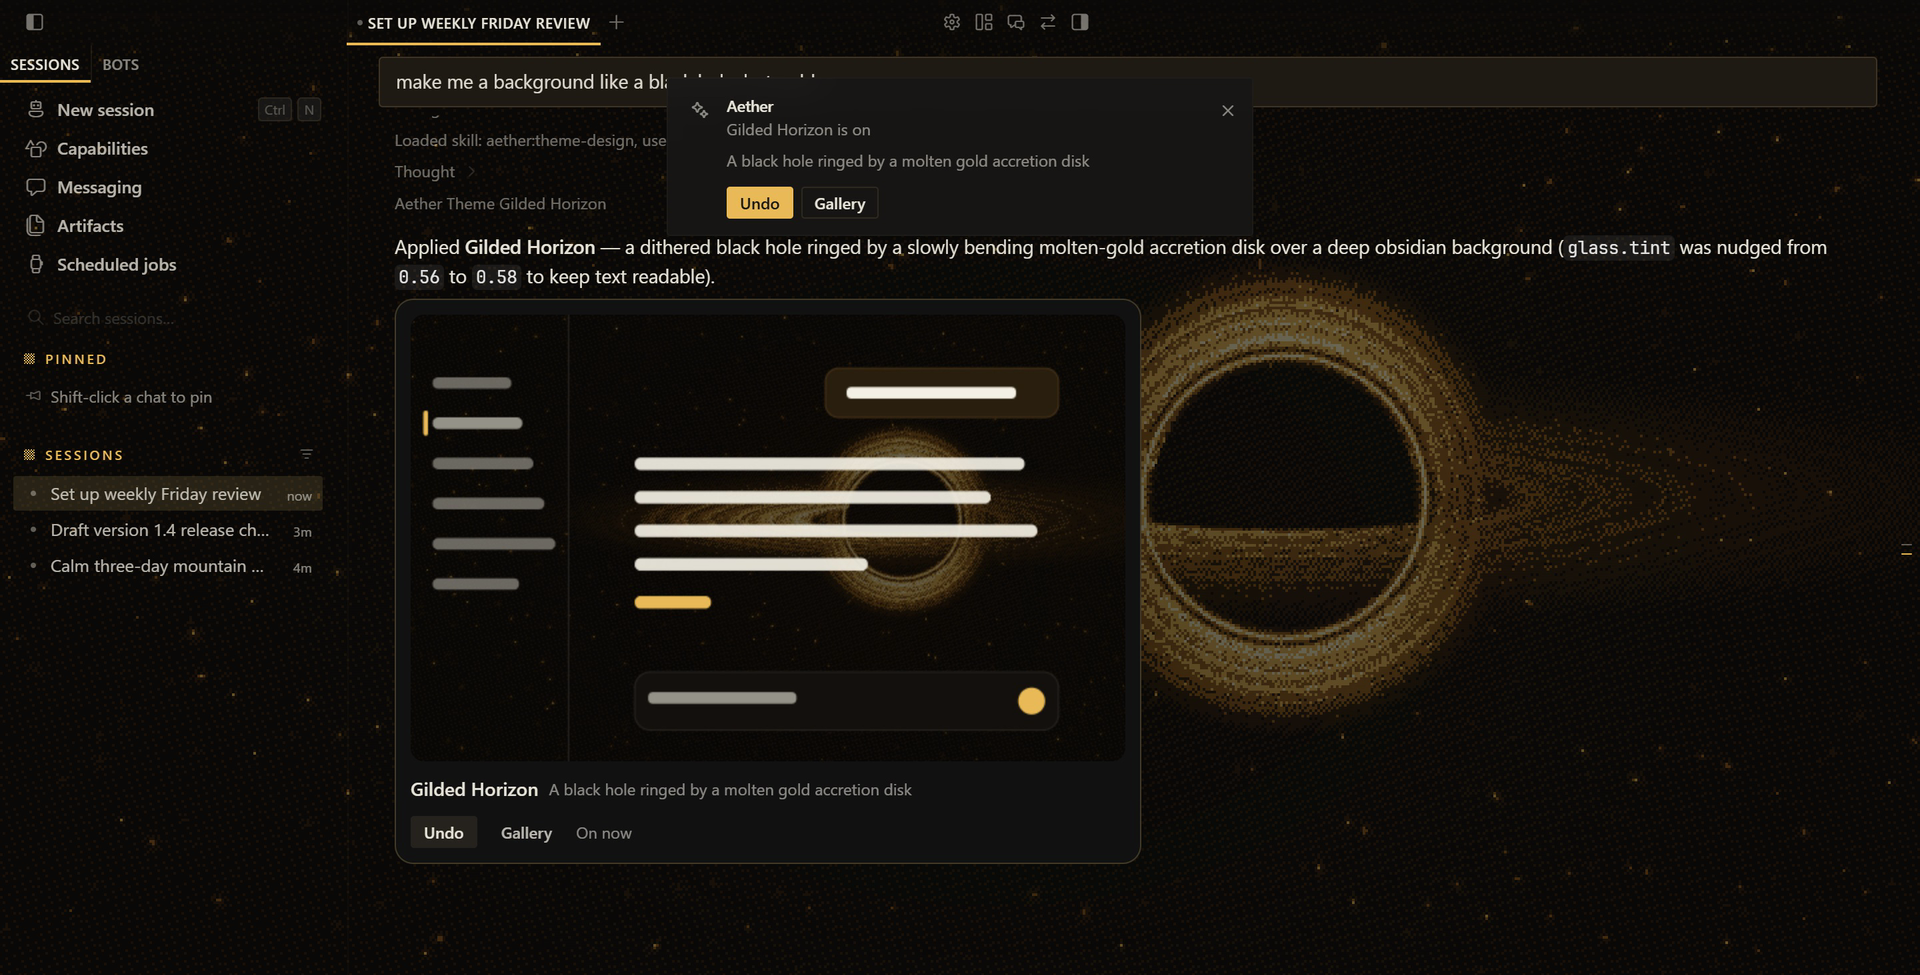 SET UP WEEKLY FRIDAY REVIEW
SESSIONS
BOTS
New session
Ctrl
N
Capabilities
Messaging
Artifacts
Scheduled jobs
Search sessions...
PINNED
Shift-click a chat to pin
SESSIONS
Set up weekly Friday review
now
Draft version 1.4 release ch...
3m
Calm three-day mountain ...
4m
make me a background like a
Aether
Gilded Horizon is on
A black hole ringed by a molten gold accretion disk
Undo
Gallery
Loaded skill: aether:theme-design, use
Thought
Aether Theme Gilded Horizon
Applied Gilded Horizon — a dithered black hole ringed by a slowly bending molten-gold accretion disk over a deep obsidian background (glass.tint was nudged from
0.56 to 0.58 to keep text readable).
Gilded Horizon A black hole ringed by a molten gold accretion disk
Undo
Gallery
On now